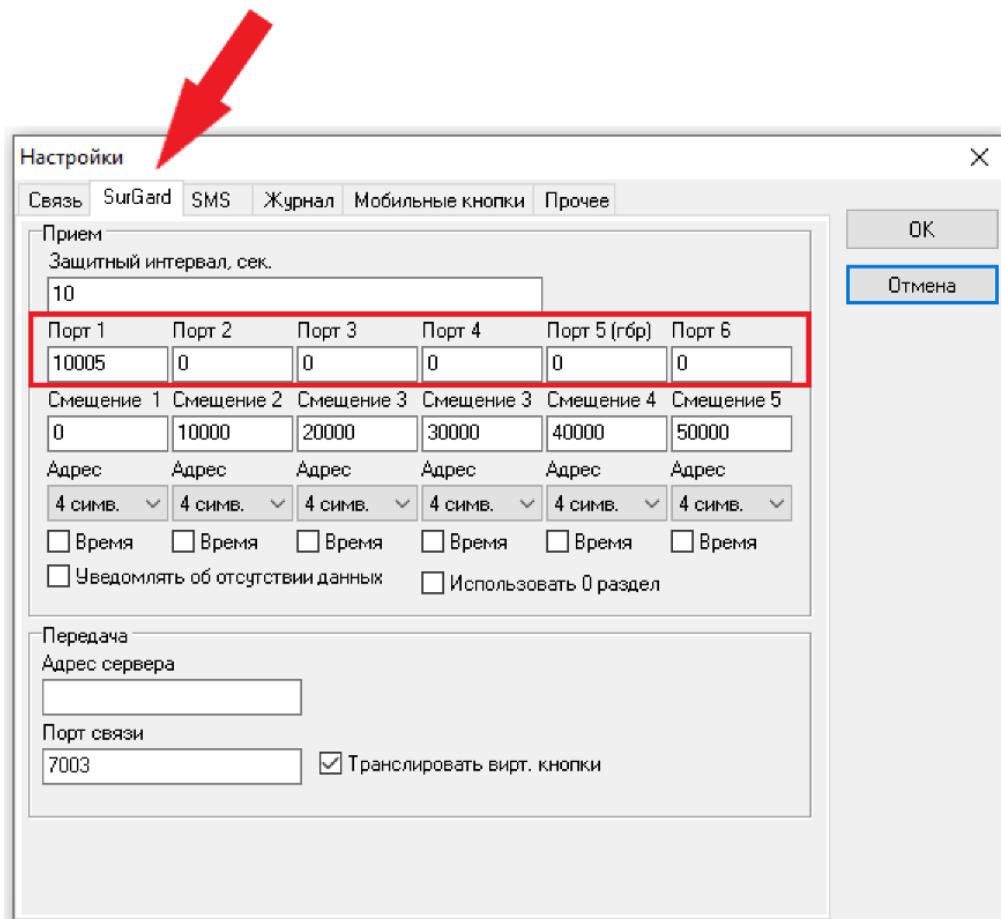 Настройки
Связь SurGard SMS Журнал Мобильные кнопки Прочее
OK
Отмена
Прием
Защитный интервал, сек.
10
Порт 1 Порт 2 Порт 3 Порт 4 Порт 5 (гбр) Порт 6
10005 0 0 0 0 0
Смещение 1 Смещение 2 Смещение 3 Смещение 3 Смещение 4 Смещение 5
0 10000 20000 30000 40000 50000
Адрес Адрес Адрес Адрес Адрес Адрес
4 симв. 4 симв. 4 симв. 4 симв. 4 симв. 4 симв.
Время Время Время Время Время Время
Уведомлять об отсутствии данных Использовать 0 раздел
Передача
Адрес сервера
Порт связи
7003 Транслировать вирт. кнопки